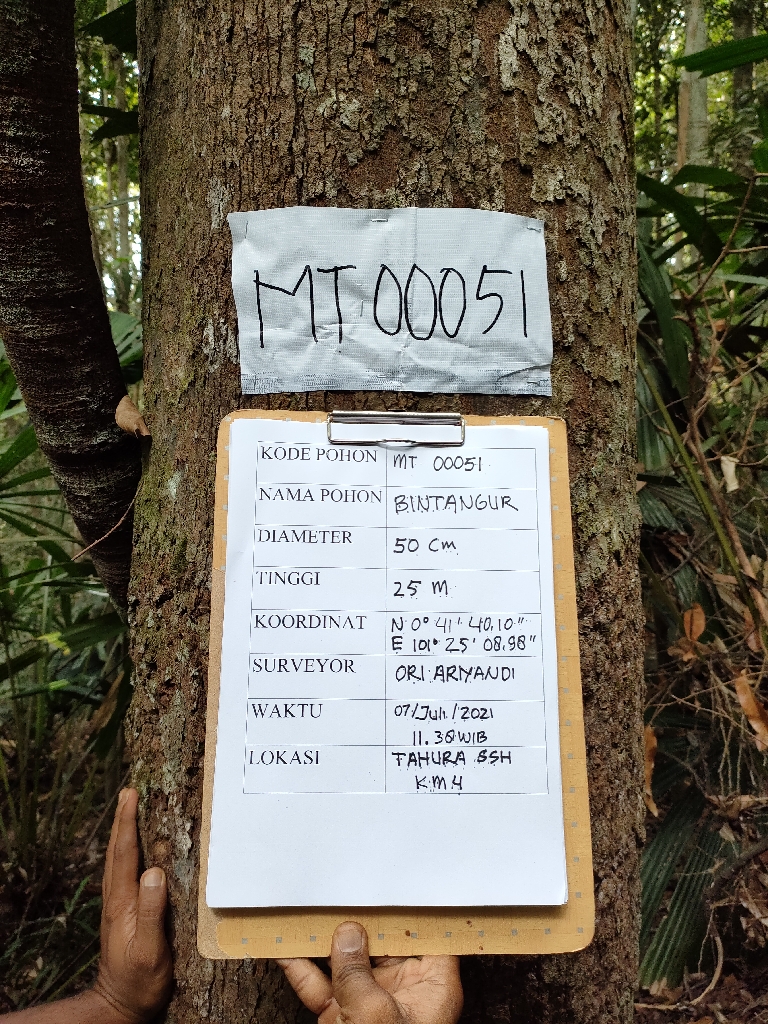 MT 00051
KODE POHON MT 00051
NAMA POHON BINTANGUR
DIAMETER 50 Cm
TINGGI 25 M
KOORDINAT N 0° 41' 40.10"
E 101° 25' 08.98"
SURVEYOR ORI ARIYANDI
WAKTU 07/Juli/2021
11.30 WIB
LOKASI TAHURA SSH
KM 4